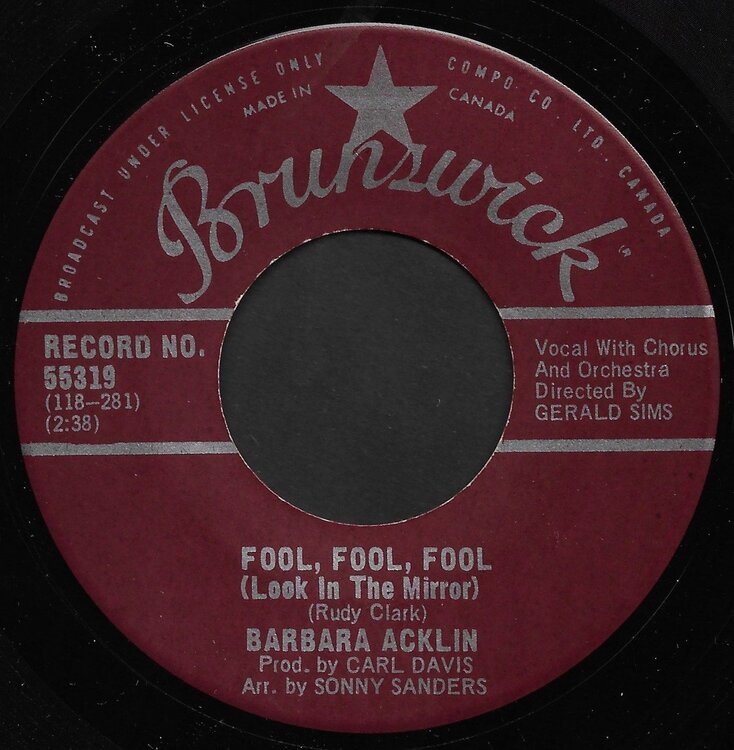 BROADCAST UNDER LICENSE ONLY
COMPO. CO. LTD. CANADA
MADE IN CANADA
Brunswick
RECORD NO.
55319
(118-281)
(2:38)
Vocal With Chorus
And Orchestra
Directed By
GERALD SIMS
FOOL, FOOL, FOOL
(Look In The Mirror)
(Rudy Clark)
BARBARA ACKLIN
Prod. by CARL DAVIS
Arr. by SONNY SANDERS